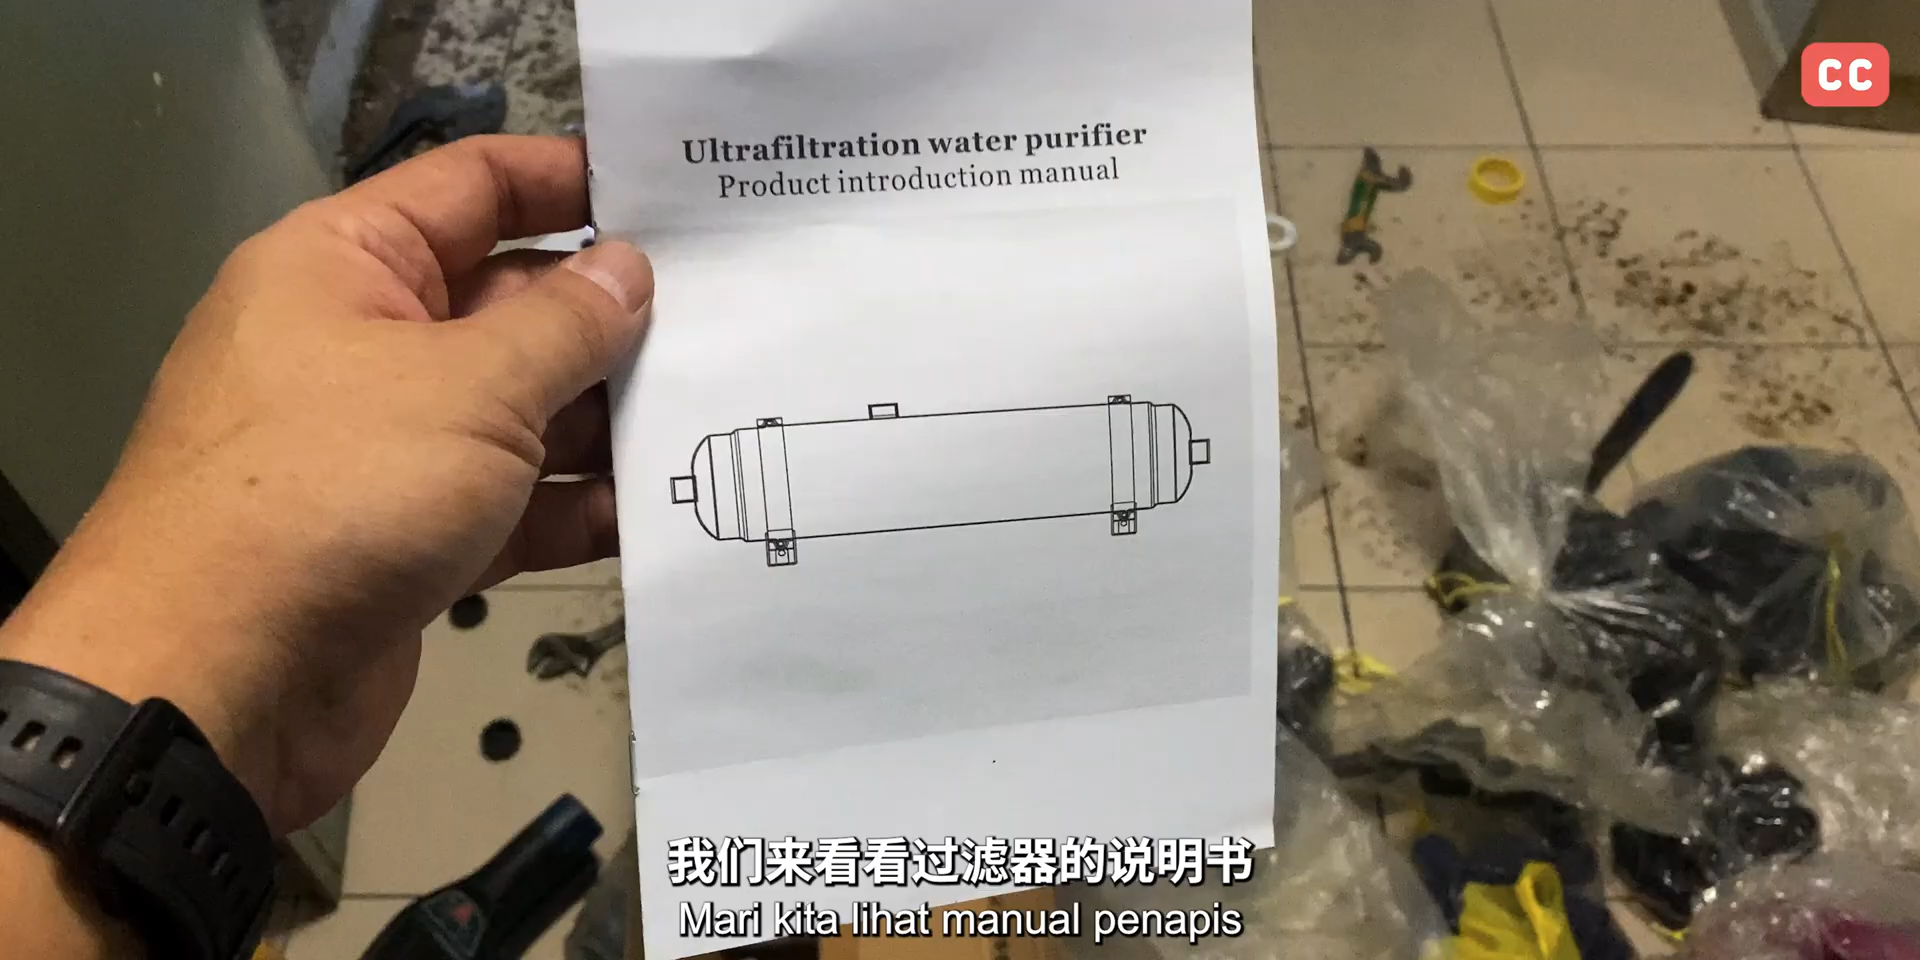 CC
Ultrafiltration water purifier
Product introduction manual
我们来看看过滤器的说明书
Mari kita lihat manual penapis